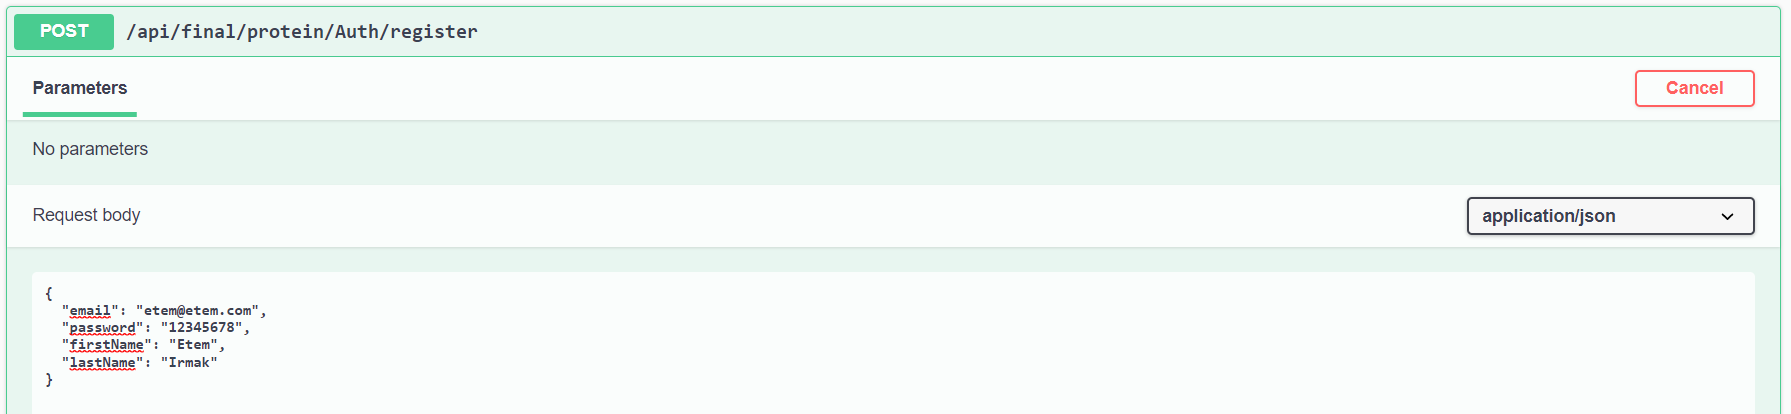 POST /api/final/protein/Auth/register
Parameters Cancel
No parameters
Request body application/json
{
  "email": "etem@etem.com",
  "password": "12345678",
  "firstName": "Etem",
  "lastName": "Irmak"
}